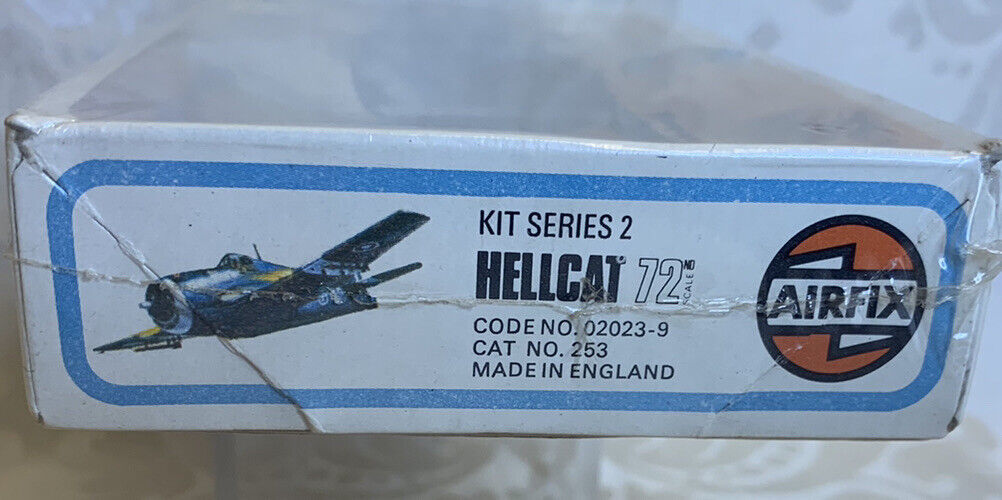 KIT SERIES 2
HELLCAT 72ND SCALE
CODE NO. 02023-9
CAT NO. 253
MADE IN ENGLAND
AIRFIX